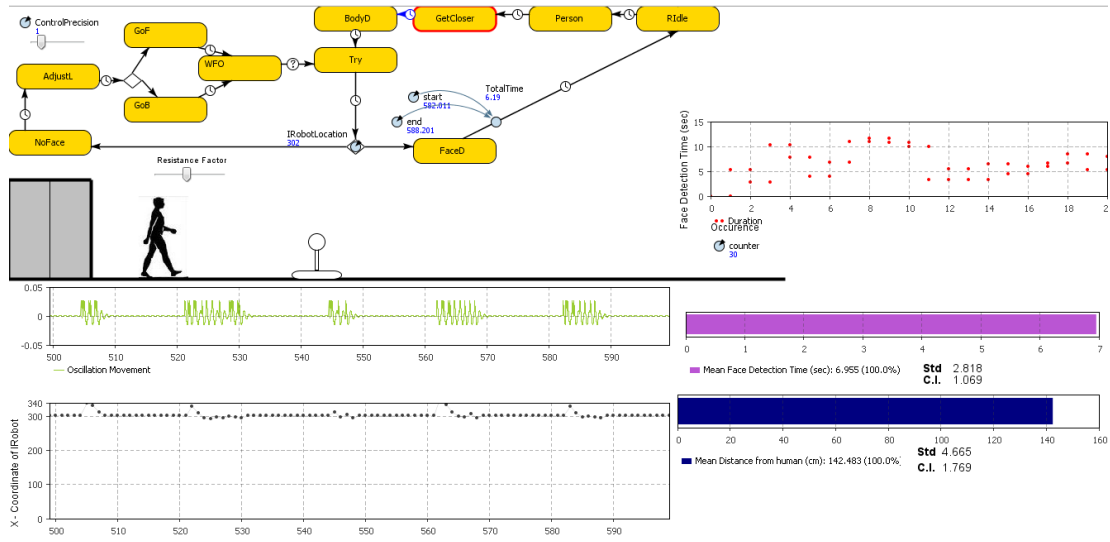 ControlPrecision
1
GoF
BodyD
GetCloser
Person
RIdle
AdjustL
WFO
?
Try
GoB
start
582.011
TotalTime
6.19
end
588.201
NoFace
IRobotLocation
302
FaceD
Resistance Factor
Face Detection Time (sec)
15
10
5
0
0 2 4 6 8 10 12 14 16 18 20
Duration
Occurence
counter
30
0.05
0
-0.05
500 510 520 530 540 550 560 570 580 590
Oscillation Movement
0 1 2 3 4 5 6 7
Mean Face Detection Time (sec): 6.955 (100.0%)
Std 2.818
C.I. 1.069
X - Coordinate of IRobot
340
300
200
100
0
500 510 520 530 540 550 560 570 580 590
0 20 40 60 80 100 120 140 160
Mean Distance from human (cm): 142.483 (100.0%)
Std 4.665
C.I. 1.769